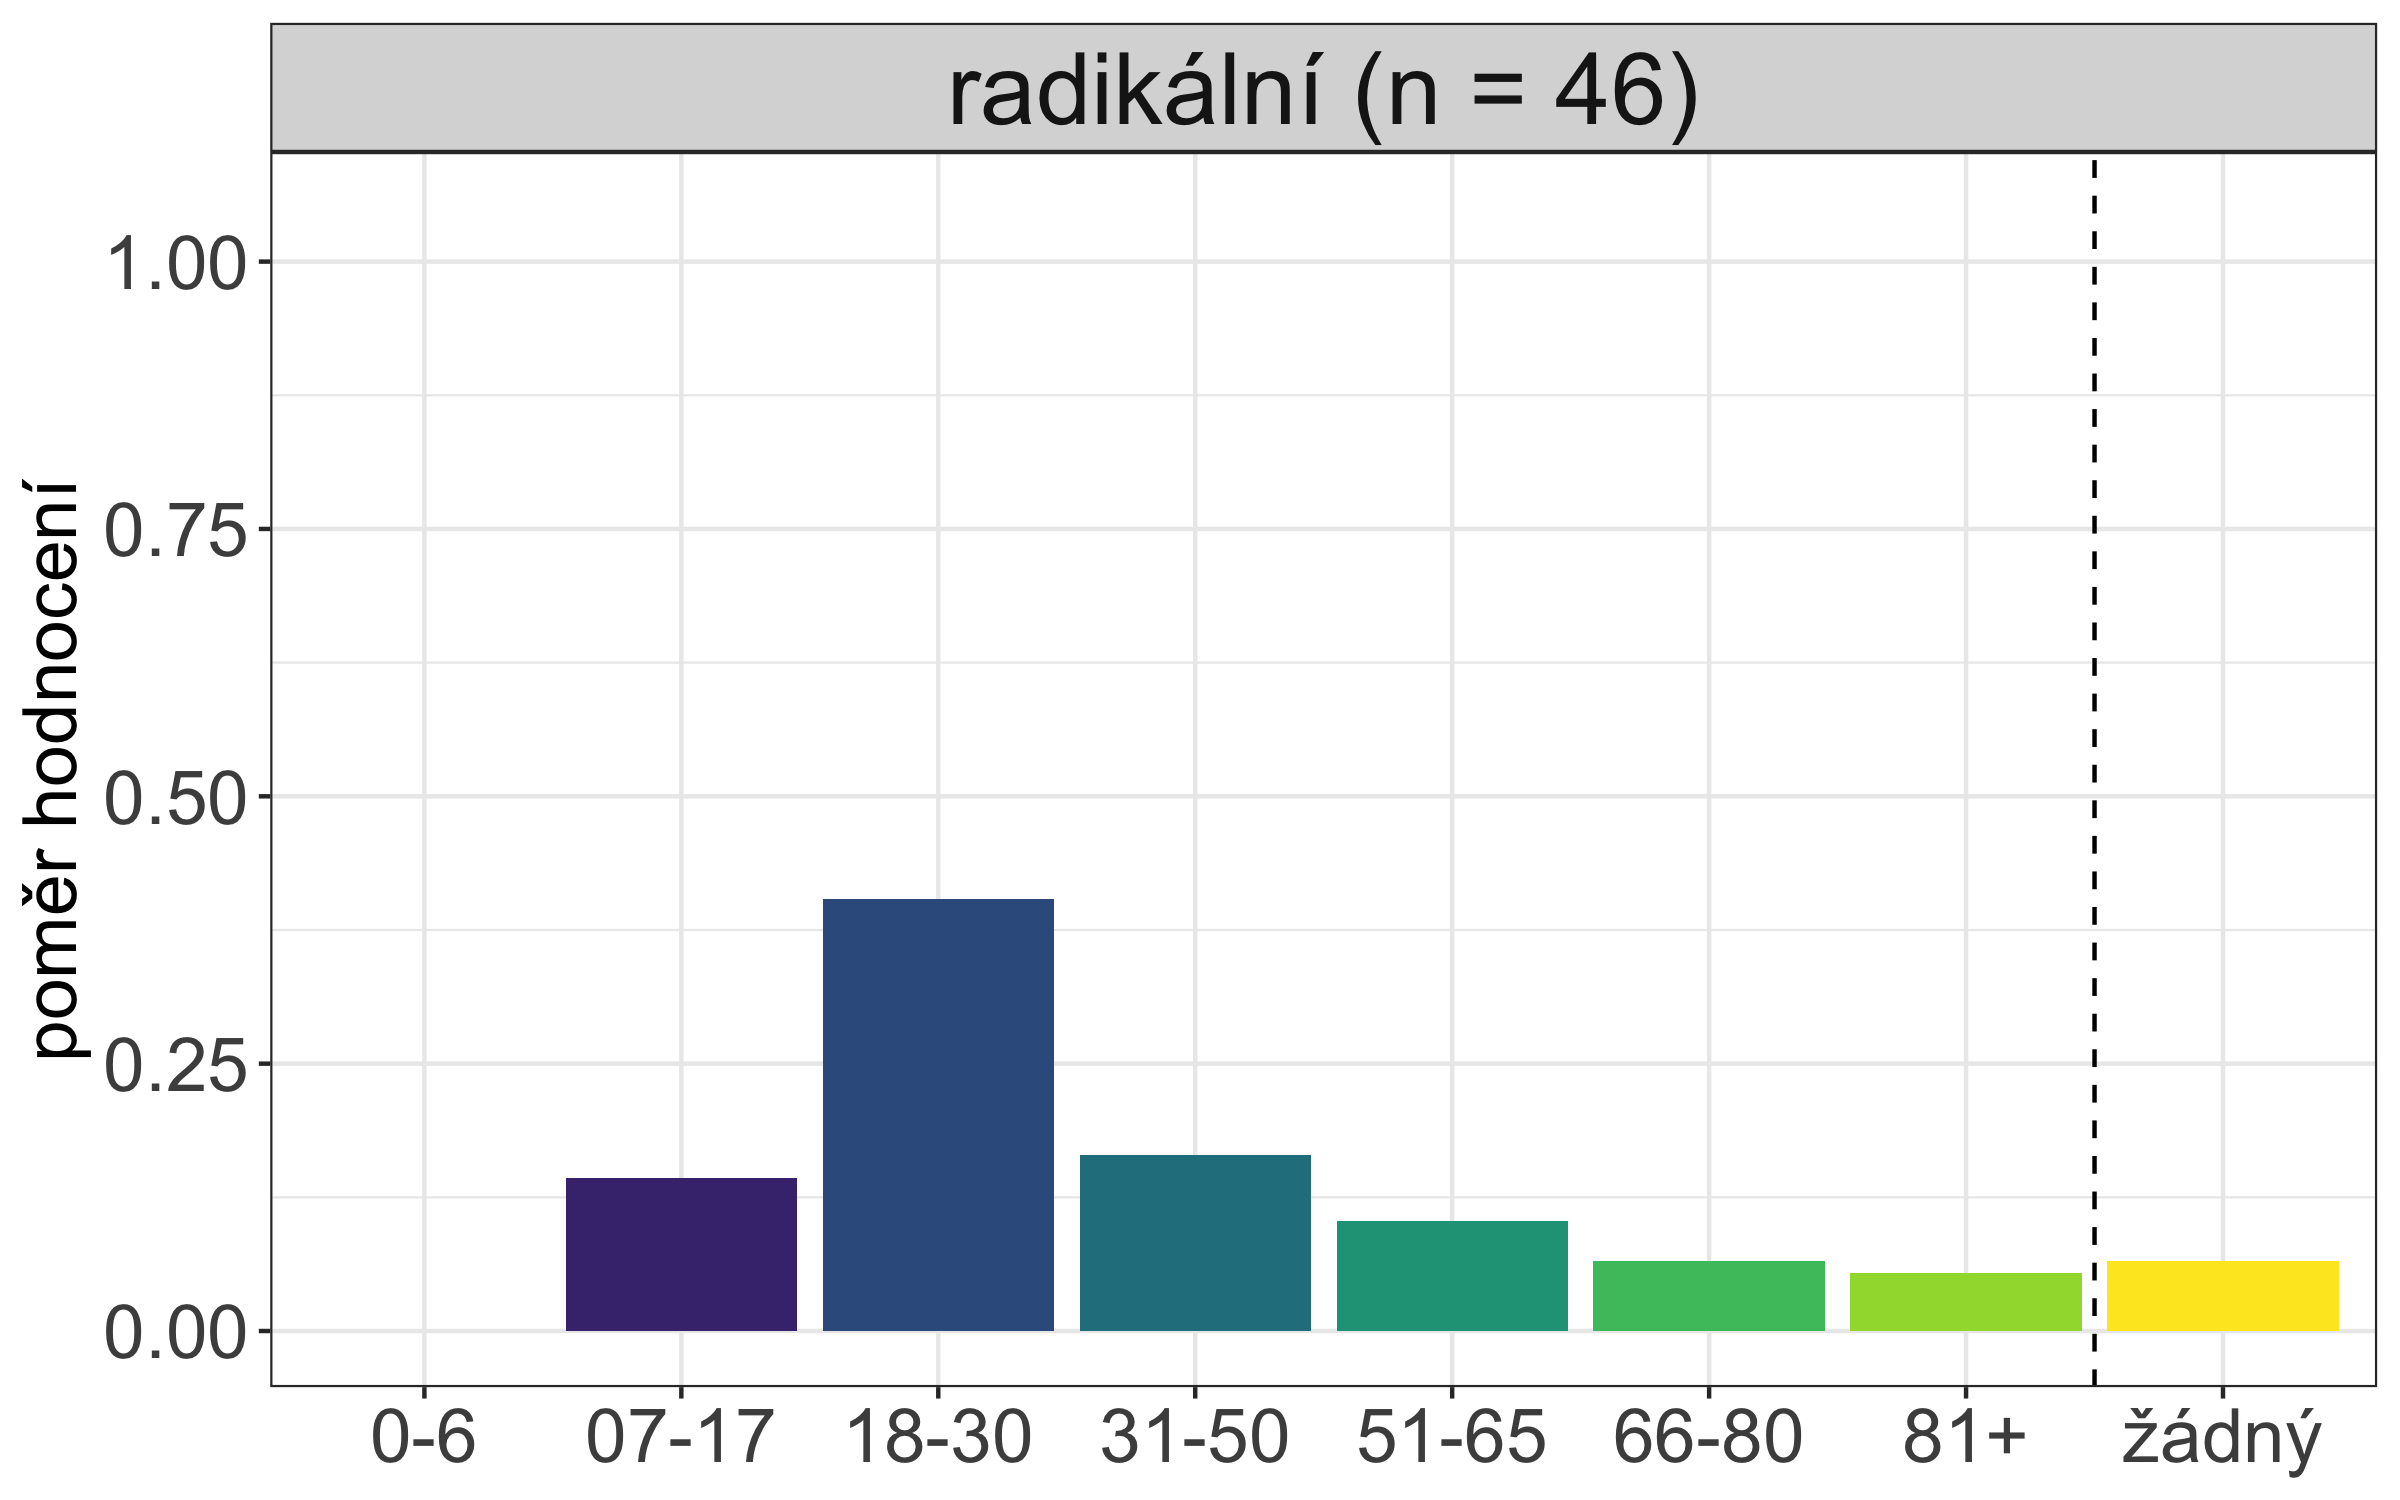 radikální (n = 46)
poměr hodnocení
1.00
0.75
0.50
0.25
0.00
0-6 07-17 18-30 31-50 51-65 66-80 81+ žádný